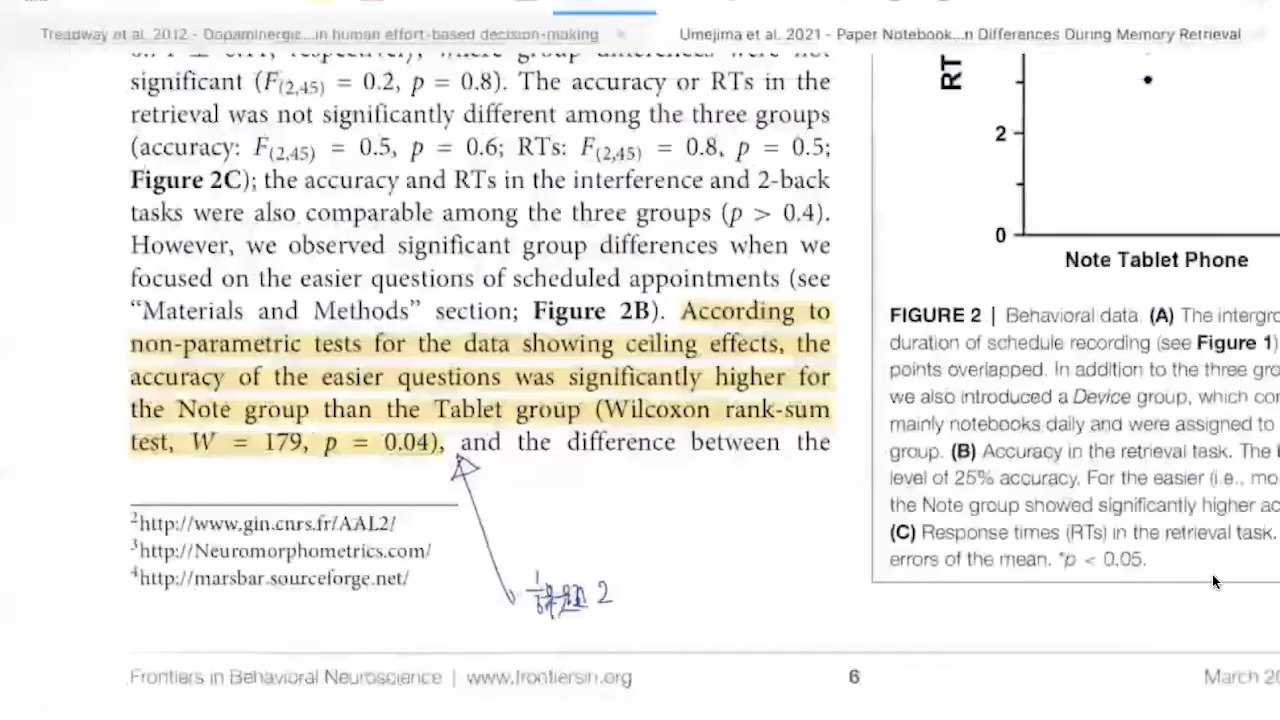 Treadway et al. 2012 - Dopaminergic...in human effort-based decision-making
Umejima et al. 2021 - Paper Notebook...n Differences During Memory Retrieval
significant (F(2,45) = 0.2, p = 0.8). The accuracy or RTs in the
retrieval was not significantly different among the three groups
(accuracy: F(2,45) = 0.5, p = 0.6; RTs: F(2,45) = 0.8, p = 0.5;
Figure 2C); the accuracy and RTs in the interference and 2-back
tasks were also comparable among the three groups (p > 0.4).
However, we observed significant group differences when we
focused on the easier questions of scheduled appointments (see
“Materials and Methods” section; Figure 2B). According to
non-parametric tests for the data showing ceiling effects, the
accuracy of the easier questions was significantly higher for
the Note group than the Tablet group (Wilcoxon rank-sum
test, W = 179, p = 0.04), and the difference between the
2http://www.gin.cnrs.fr/AAL2/
3http://Neuromorphometrics.com/
4http://marsbar.sourceforge.net/
課題 2
RT
2
0
Note Tablet Phone
FIGURE 2 | Behavioral data. (A) The intergro
duration of schedule recording (see Figure 1)
points overlapped. In addition to the three gro
we also introduced a Device group, which con
mainly notebooks daily and were assigned to
group. (B) Accuracy in the retrieval task. The
level of 25% accuracy. For the easier (i.e., mo
the Note group showed significantly higher ac
(C) Response times (RTs) in the retrieval task.
errors of the mean. *p < 0.05.
Frontiers in Behavioral Neuroscience | www.frontiersin.org
6
March 20